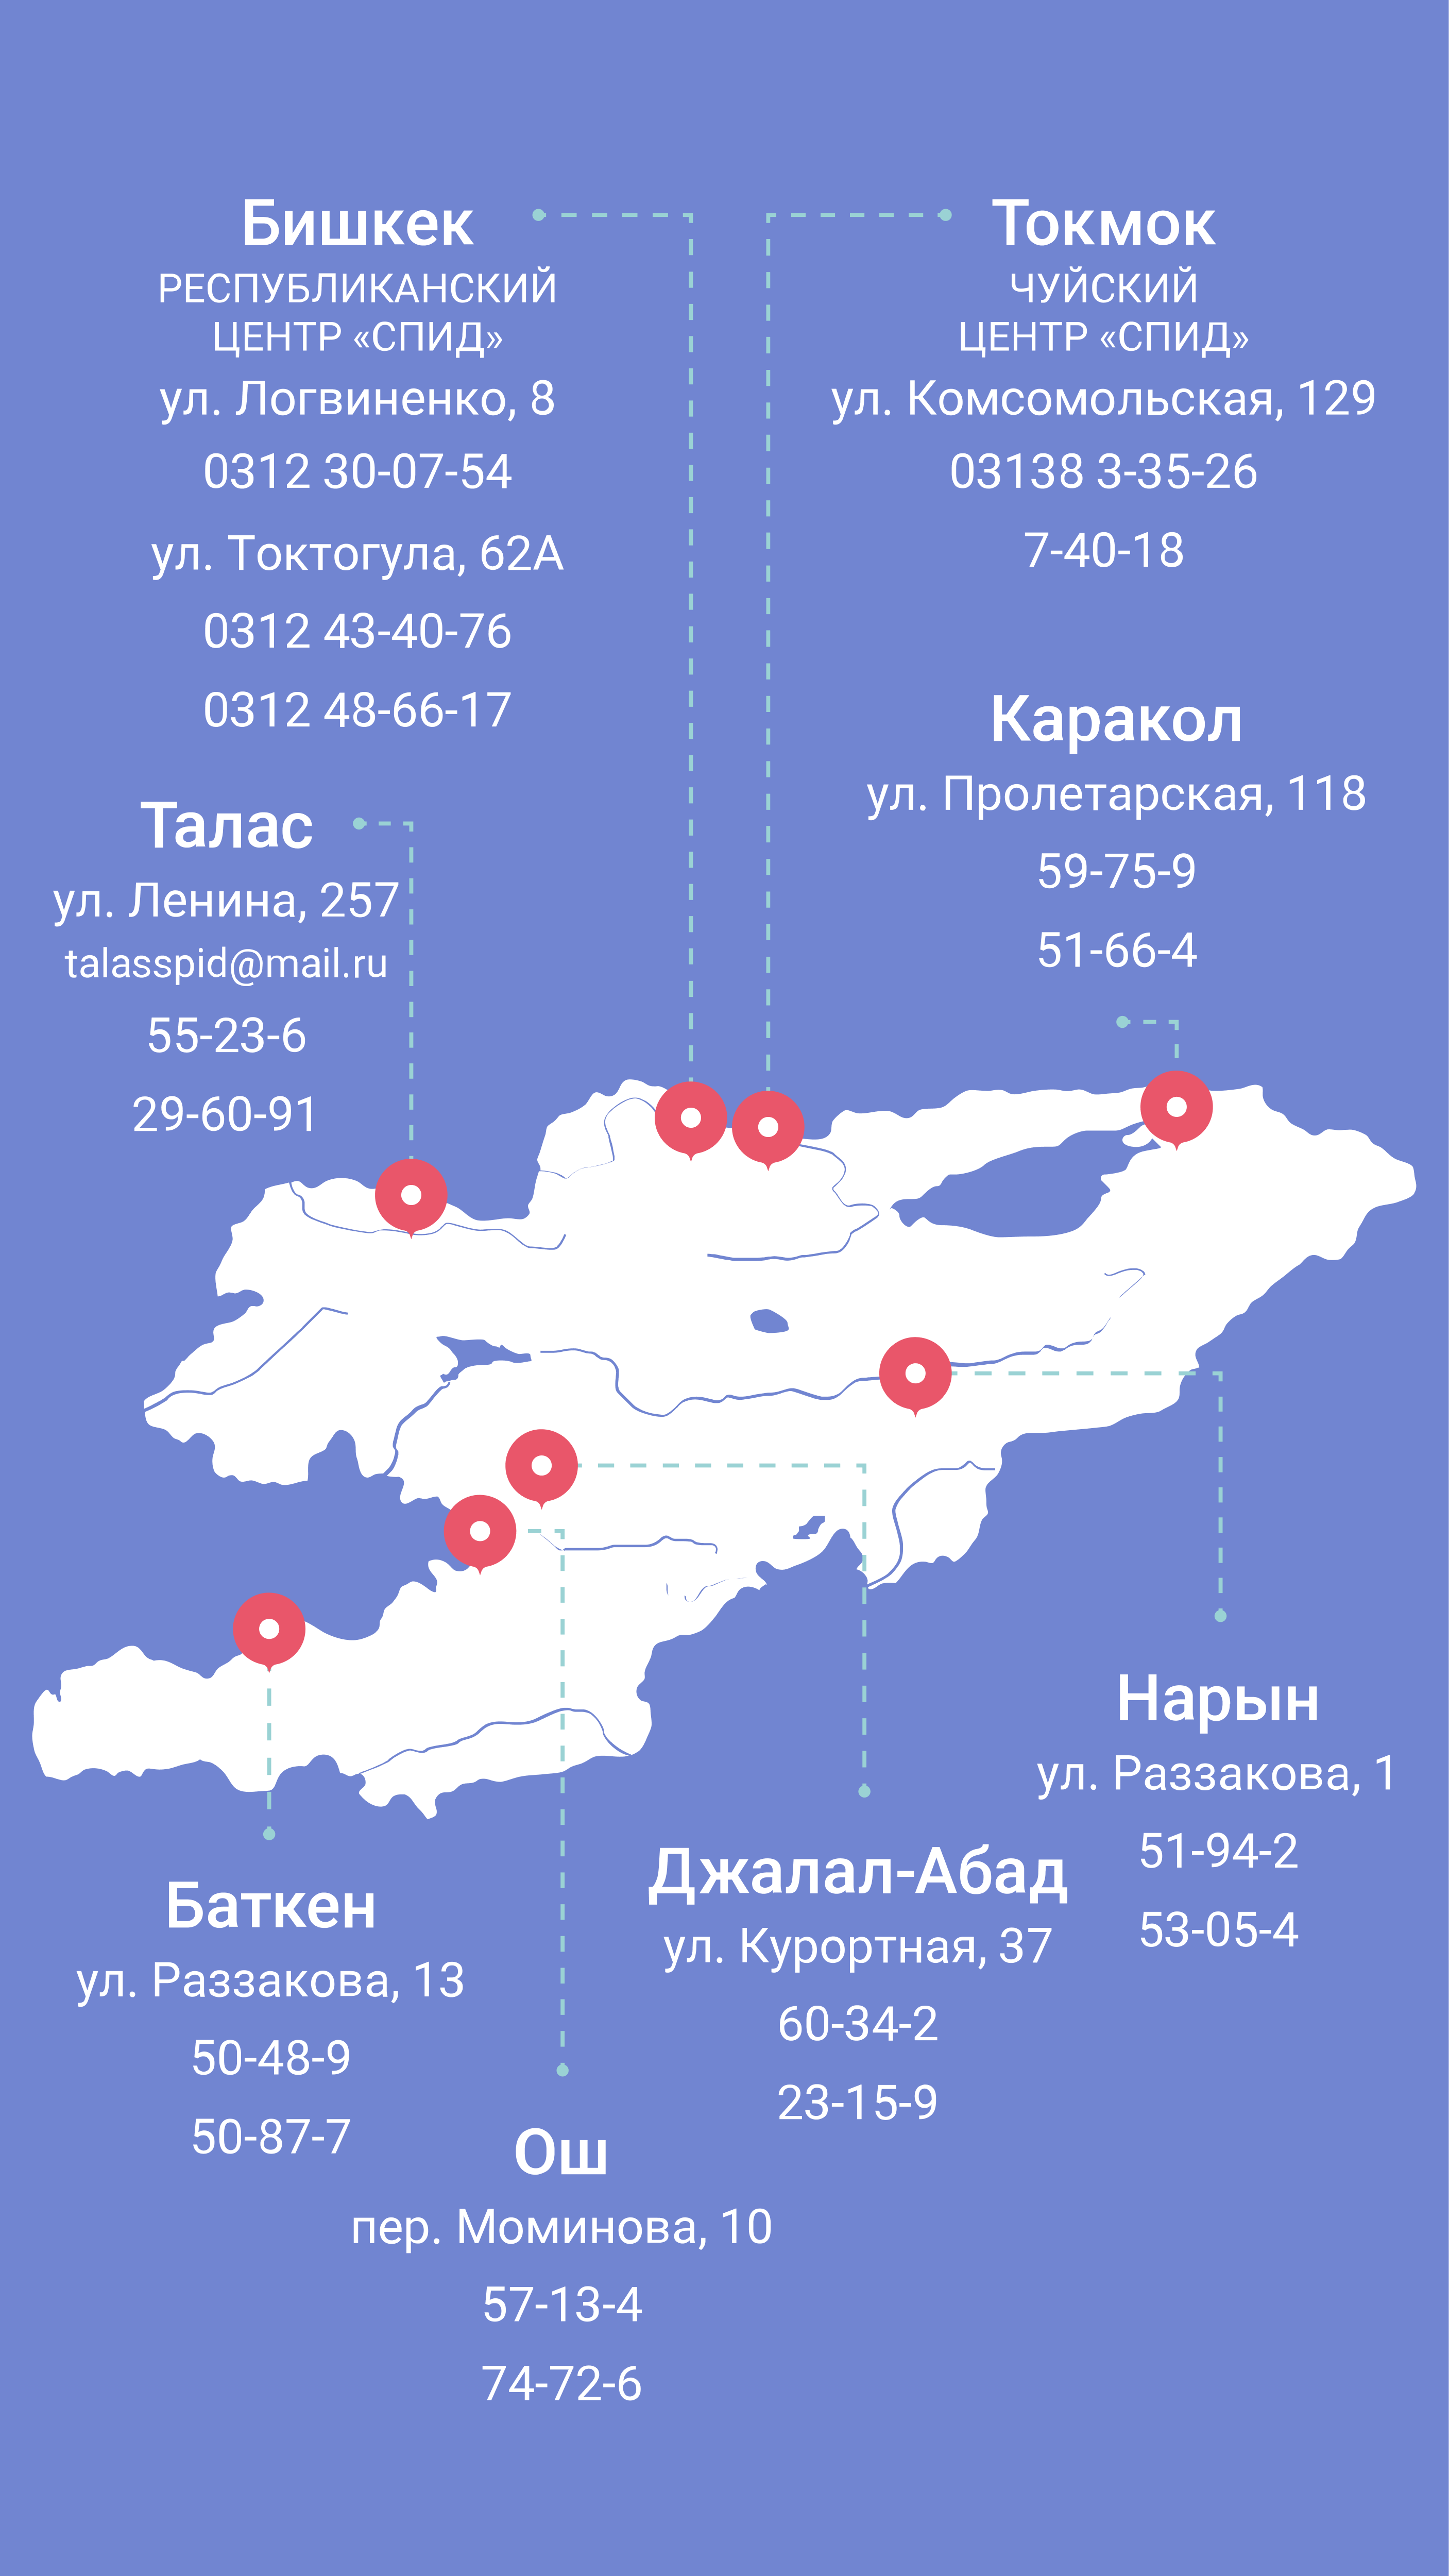 Бишкек
РЕСПУБЛИКАНСКИЙ
ЦЕНТР «СПИД»
ул. Логвиненко, 8
0312 30-07-54
ул. Токтогула, 62А
0312 43-40-76
0312 48-66-17
Токмок
ЧУЙСКИЙ
ЦЕНТР «СПИД»
ул. Комсомольская, 129
03138 3-35-26
7-40-18
Каракол
ул. Пролетарская, 118
59-75-9
51-66-4
Талас
ул. Ленина, 257
talasspid@mail.ru
55-23-6
29-60-91
Нарын
ул. Раззакова, 1
51-94-2
53-05-4
Джалал-Абад
ул. Курортная, 37
60-34-2
23-15-9
Баткен
ул. Раззакова, 13
50-48-9
50-87-7
Ош
пер. Моминова, 10
57-13-4
74-72-6